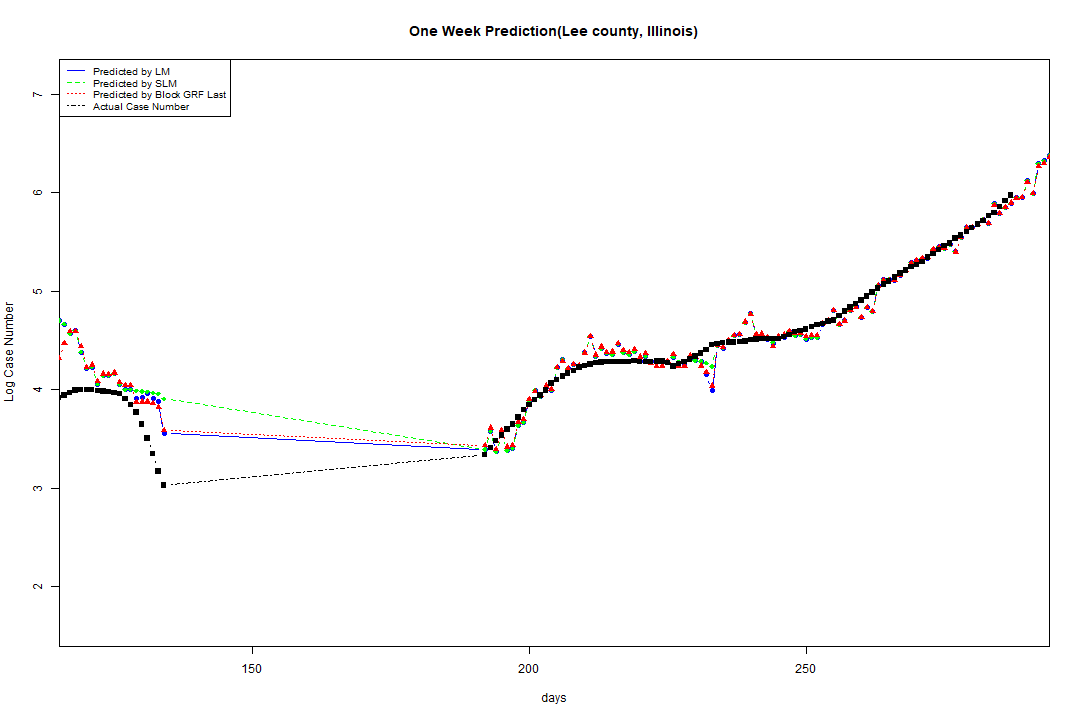 One Week Prediction(Lee county, Illinois)
Predicted by LM
Predicted by SLM
Predicted by Block GRF Last
Actual Case Number
7
6
5
4
3
2
Log Case Number
150 200 250
days